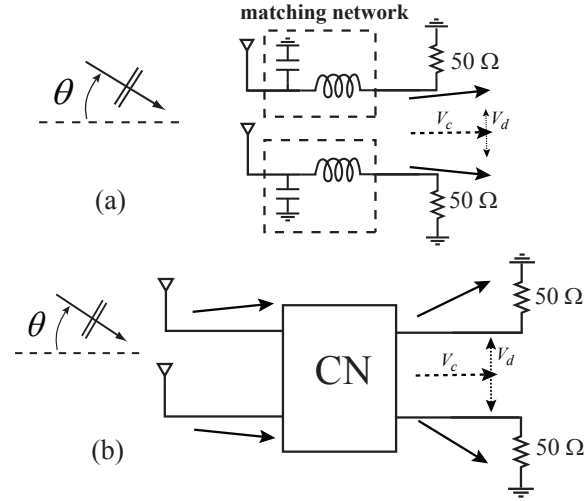 matching network
θ
50 Ω
V_c
V_d
50 Ω
(a)
θ
50 Ω
CN
V_c
V_d
50 Ω
(b)